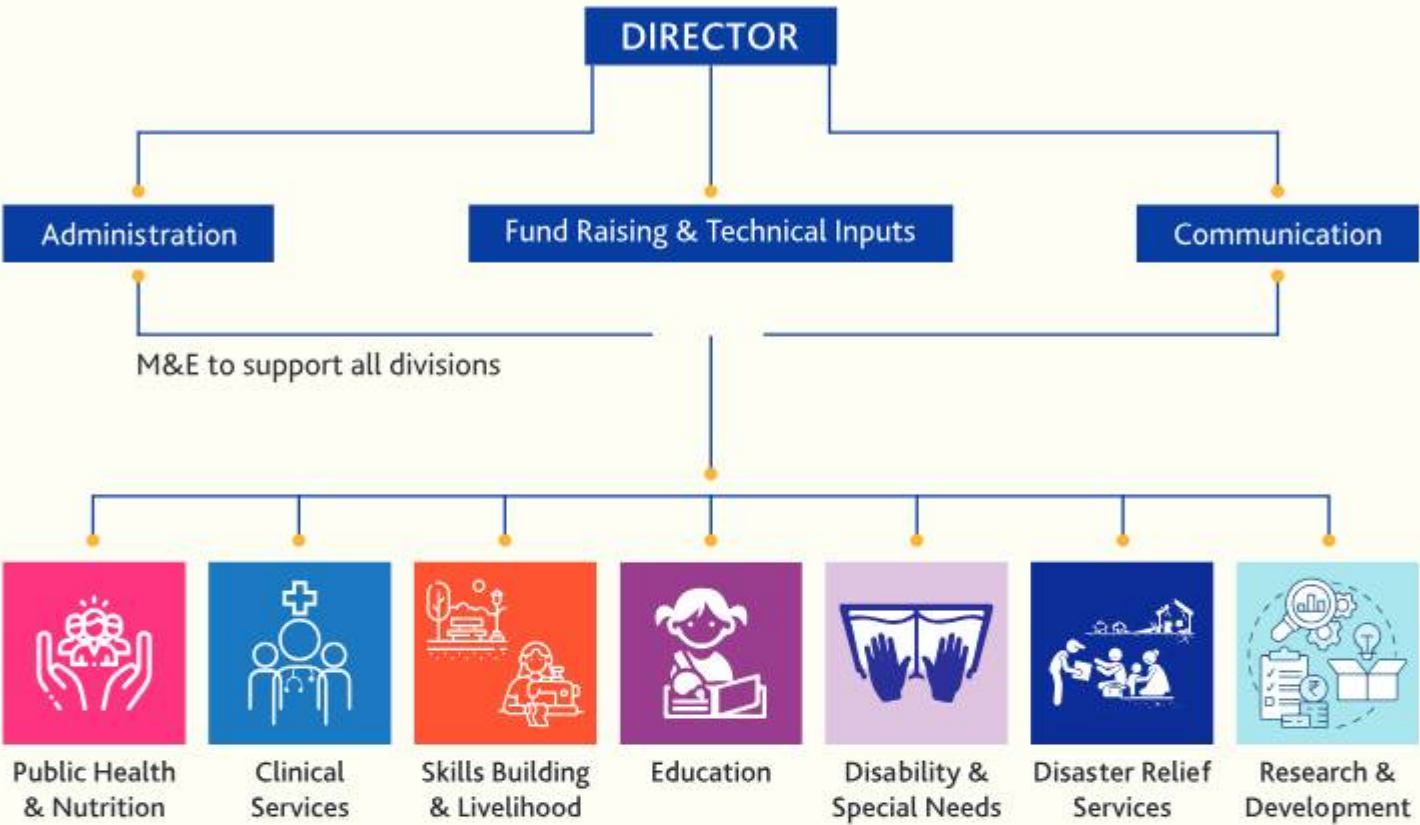 DIRECTOR
Administration
Fund Raising & Technical Inputs
Communication
M&E to support all divisions
Public Health
& Nutrition
Clinical
Services
Skills Building
& Livelihood
Education
Disability &
Special Needs
Disaster Relief
Services
Research &
Development
₹